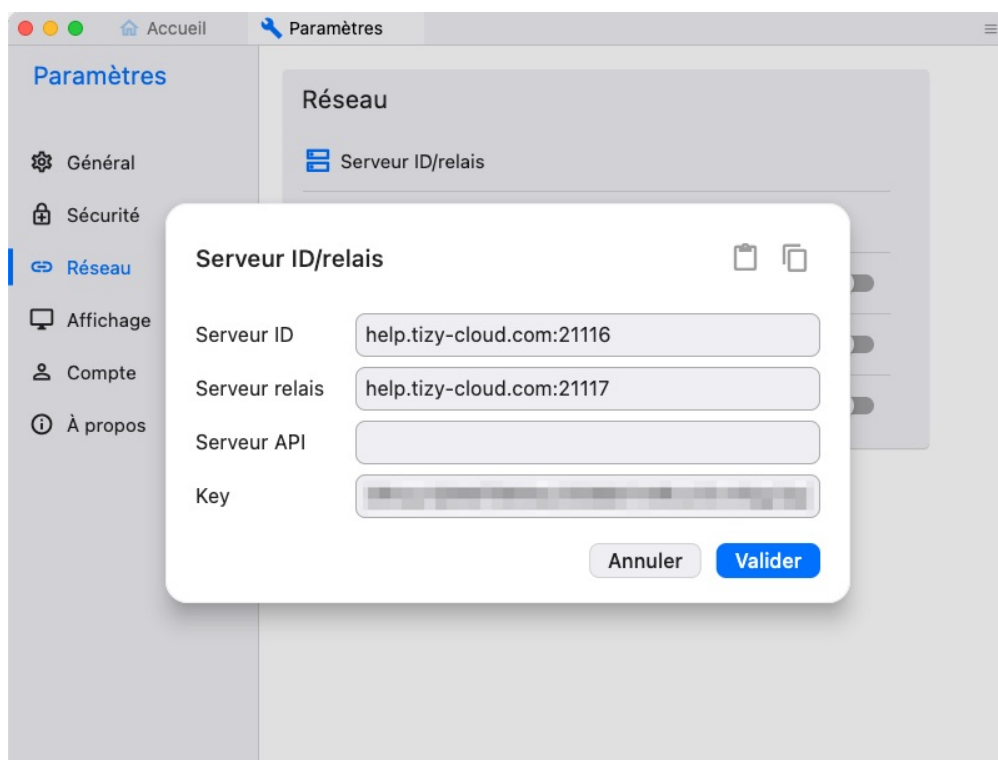 Accueil
Paramètres
Paramètres
Général
Sécurité
Réseau
Affichage
Compte
À propos
Réseau
Serveur ID/relais
Serveur ID/relais
Serveur ID
help.tizy-cloud.com:21116
Serveur relais
help.tizy-cloud.com:21117
Serveur API
Key
Annuler
Valider